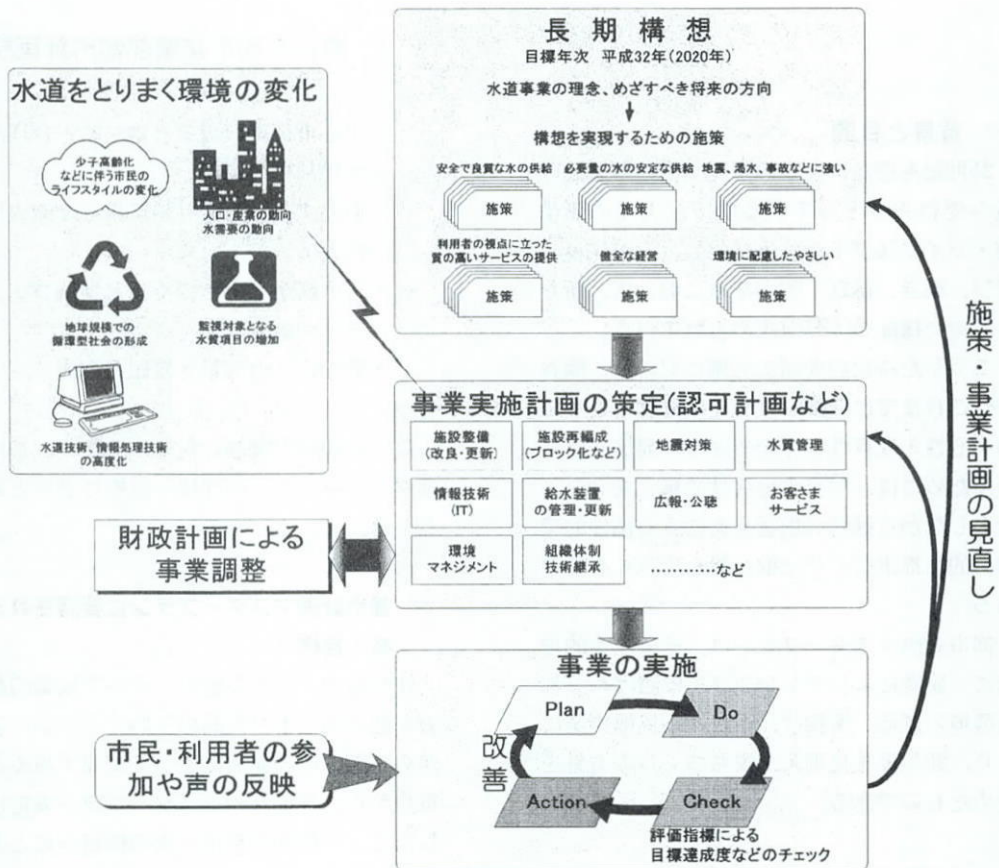 長期構想
目標年次 平成32年(2020年)
水道事業の理念、めざすべき将来の方向
構想を実現するための施策
安全で良質な水の供給
必要量の水の安定な供給
地震、渇水、事故などに強い
施策
施策
施策
利用者の視点に立った
質の高いサービスの提供
健全な経営
環境に配慮したやさしい
施策
施策
施策
水道をとりまく環境の変化
少子高齢化
などに伴う市民の
ライフスタイルの変化
人口・産業の動向
水需要の動向
地球規模での
循環型社会の形成
監視対象となる
水質項目の増加
水道技術、情報処理技術
の高度化
事業実施計画の策定(認可計画など)
施設整備
(改良・更新)
施設再編成
(ブロック化など)
地震対策
水質管理
情報技術
(IT)
給水装置
の管理・更新
広報・公聴
お客さま
サービス
環境
マネジメント
組織体制
技術継承
............など
財政計画による
事業調整
事業の実施
Plan
Do
改善
Action
Check
評価指標による
目標達成度などのチェック
市民・利用者の参
加や声の反映
施策・事業計画の見直し